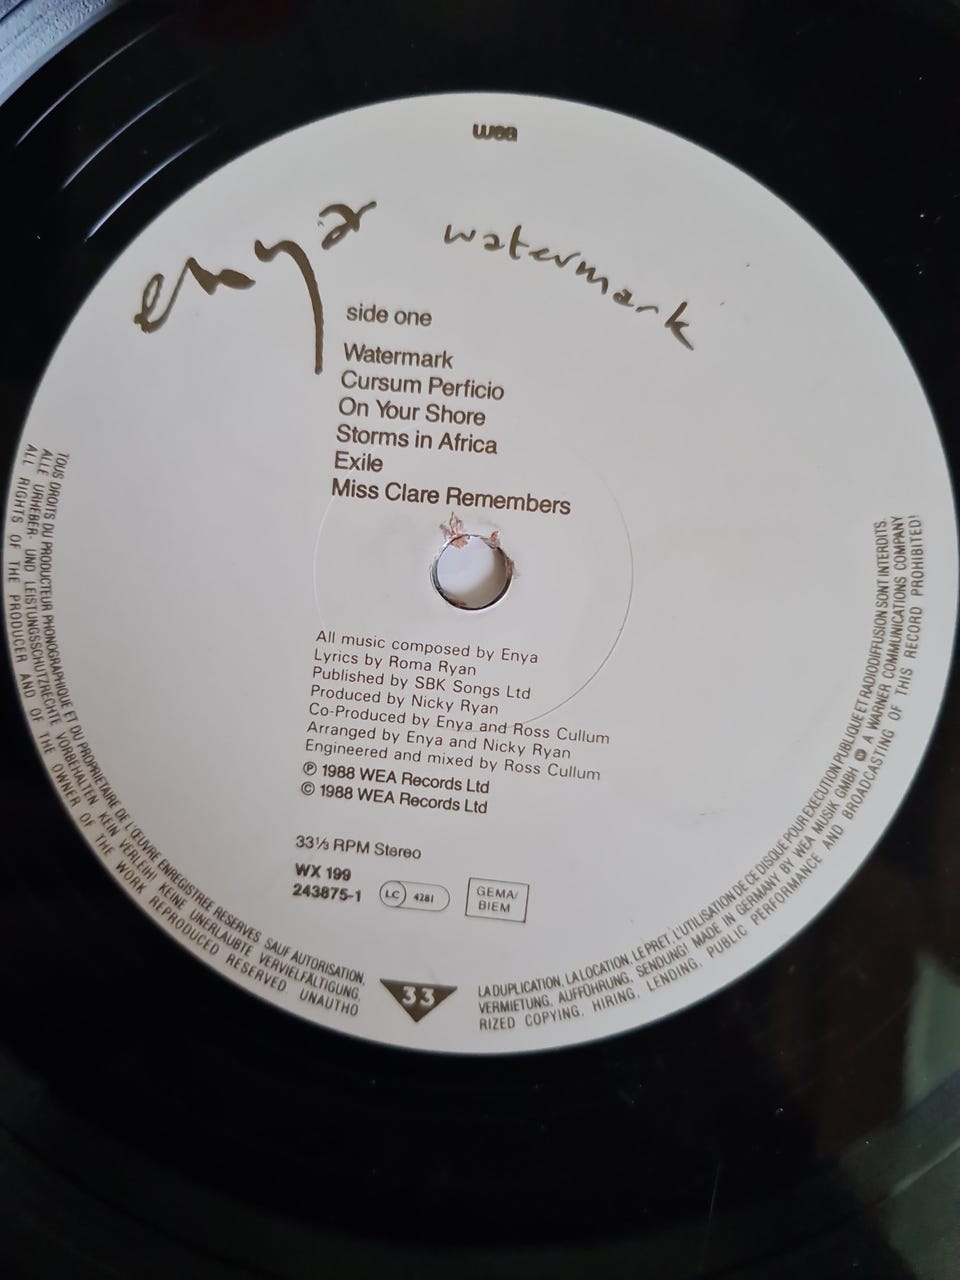 wea
enya
watermark
side one
Watermark
Cursum Perficio
On Your Shore
Storms in Africa
Exile
Miss Clare Remembers
All music composed by Enya
Lyrics by Roma Ryan
Published by SBK Songs Ltd
Produced by Nicky Ryan
Co-Produced by Enya and Ross Cullum
Arranged by Enya and Nicky Ryan
Engineered and mixed by Ross Cullum
℗ 1988 WEA Records Ltd
© 1988 WEA Records Ltd
33⅓ RPM Stereo
WX 199
243875-1
LC 4281
GEMA/
BIEM
33
TOUS DROITS DU PRODUCTEUR PHONOGRAPHIQUE ET DU PROPRIETAIRE DE L'ŒUVRE ENREGISTREE RESERVES. SAUF AUTORISATION,
ALLE URHEBER- UND LEISTUNGSSCHUTZRECHTE VORBEHALTEN. KEIN VERLEIH! KEINE UNERLAUBTE VERVIELFÄLTIGUNG,
ALL RIGHTS OF THE PRODUCER AND OF THE OWNER OF THE WORK REPRODUCED RESERVED. UNAUTHO
LA DUPLICATION, LA LOCATION, LE PRET, L'UTILISATION DE CE DISQUE POUR EXECUTION PUBLIQUE ET RADIODIFFUSION SONT INTERDITS.
VERMIETUNG, AUFFÜHRUNG, SENDUNG! MADE IN GERMANY BY WEA MUSIK GMBH A WARNER COMMUNICATIONS COMPANY
RIZED COPYING, HIRING, LENDING, PUBLIC PERFORMANCE AND BROADCASTING OF THIS RECORD PROHIBITED!